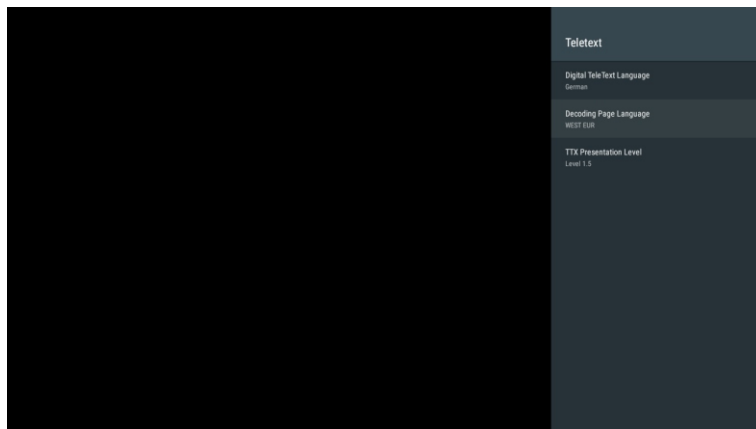 Teletext
Digital TeleText Language
German
Decoding Page Language
WEST EUR
TTX Presentation Level
Level 1.5